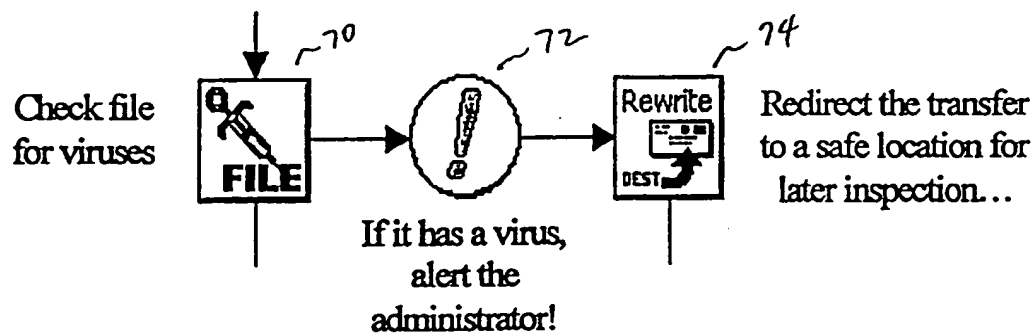 70
72
74
Check file
for viruses
FILE
Rewrite
DEST
Redirect the transfer
to a safe location for
later inspection…
If it has a virus,
alert the
administrator!